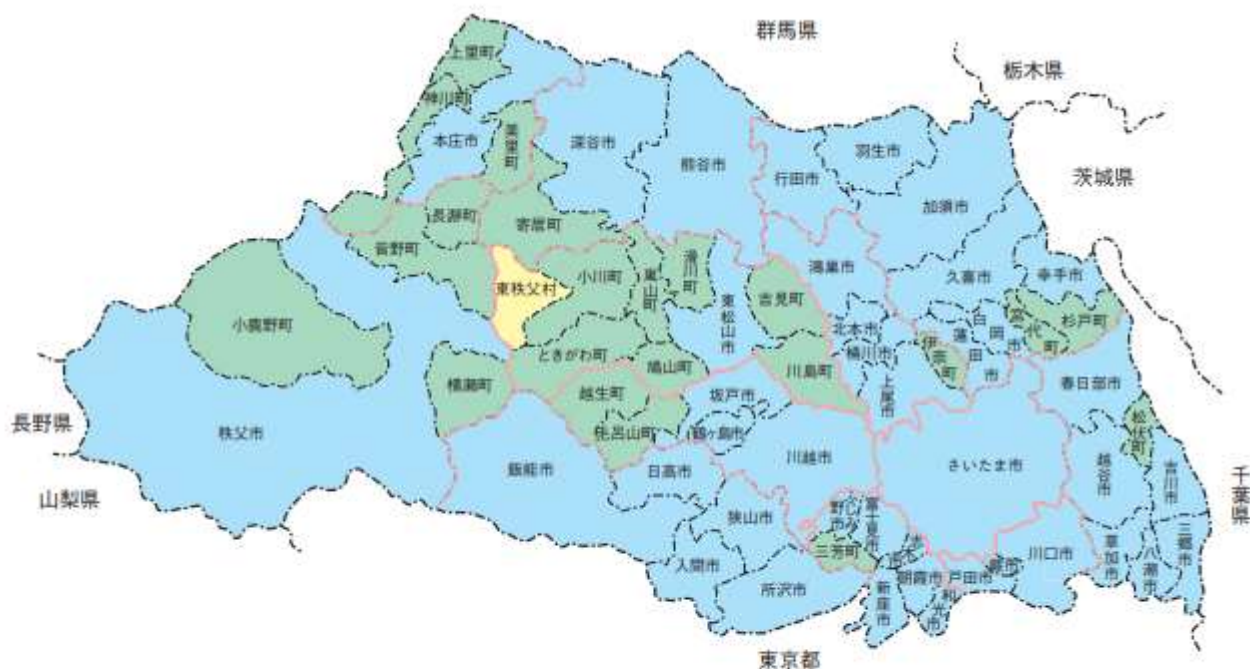 群馬県
栃木県
茨城県
千葉県
東京都
山梨県
長野県
上里町
神川町
本庄市
美里町
深谷市
熊谷市
行田市
羽生市
加須市
長瀞町
皆野町
寄居町
東秩父村
小川町
嵐山町
滑川町
東松山市
吉見町
鴻巣市
久喜市
幸手市
小鹿野町
ときがわ町
鳩山町
川島町
北本市
桶川市
上尾市
伊奈町
蓮田市
白岡市
宮代町
杉戸町
春日部市
横瀬町
越生町
毛呂山町
坂戸市
鶴ヶ島市
川越市
さいたま市
松伏町
越谷市
吉川市
秩父市
飯能市
日高市
狭山市
ふじみ野市
富士見市
三芳町
志木市
入間市
所沢市
新座市
朝霞市
和光市
戸田市
蕨市
川口市
草加市
八潮市
三郷市